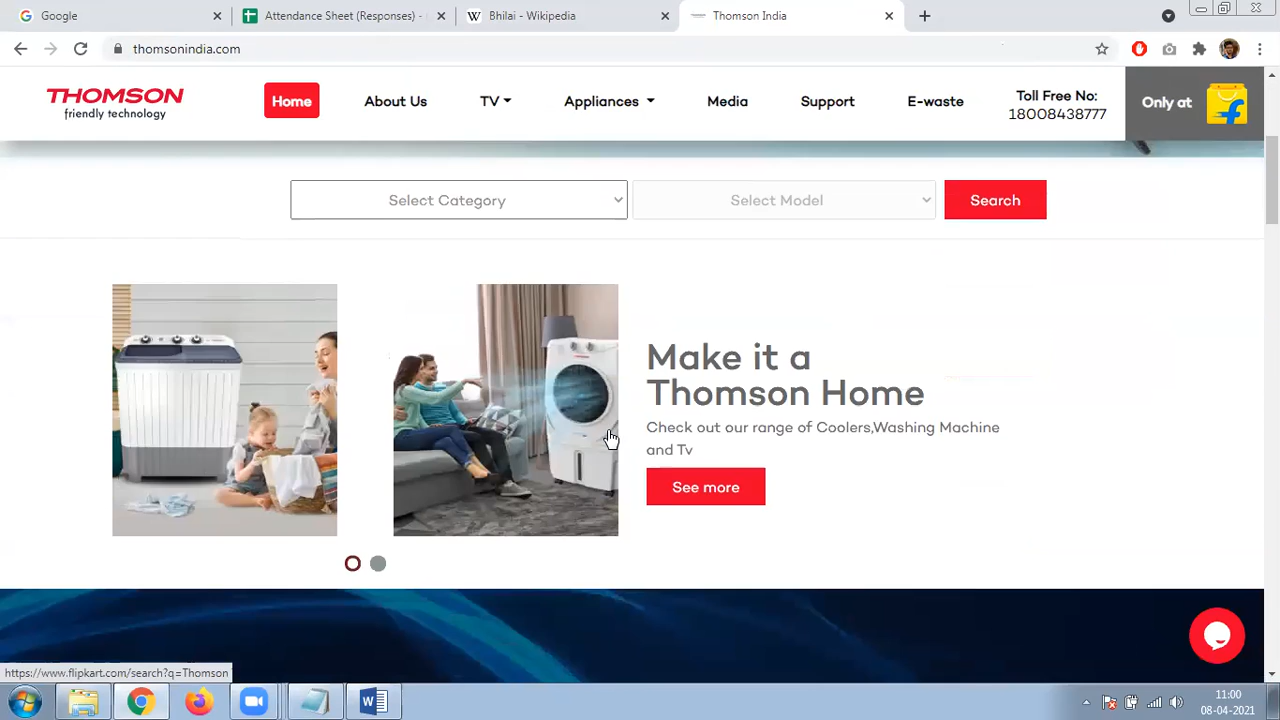 Google
Attendance Sheet (Responses) -
Bhilai - Wikipedia
Thomson India
thomsonindia.com
THOMSON
friendly technology
Home
About Us
TV
Appliances
Media
Support
E-waste
Toll Free No:
18008438777
Only at
Select Category
Select Model
Search
Make it a
Thomson Home
Check out our range of Coolers,Washing Machine
and Tv
See more
https://www.flipkart.com/search?q=Thomson
11:00
08-04-2021